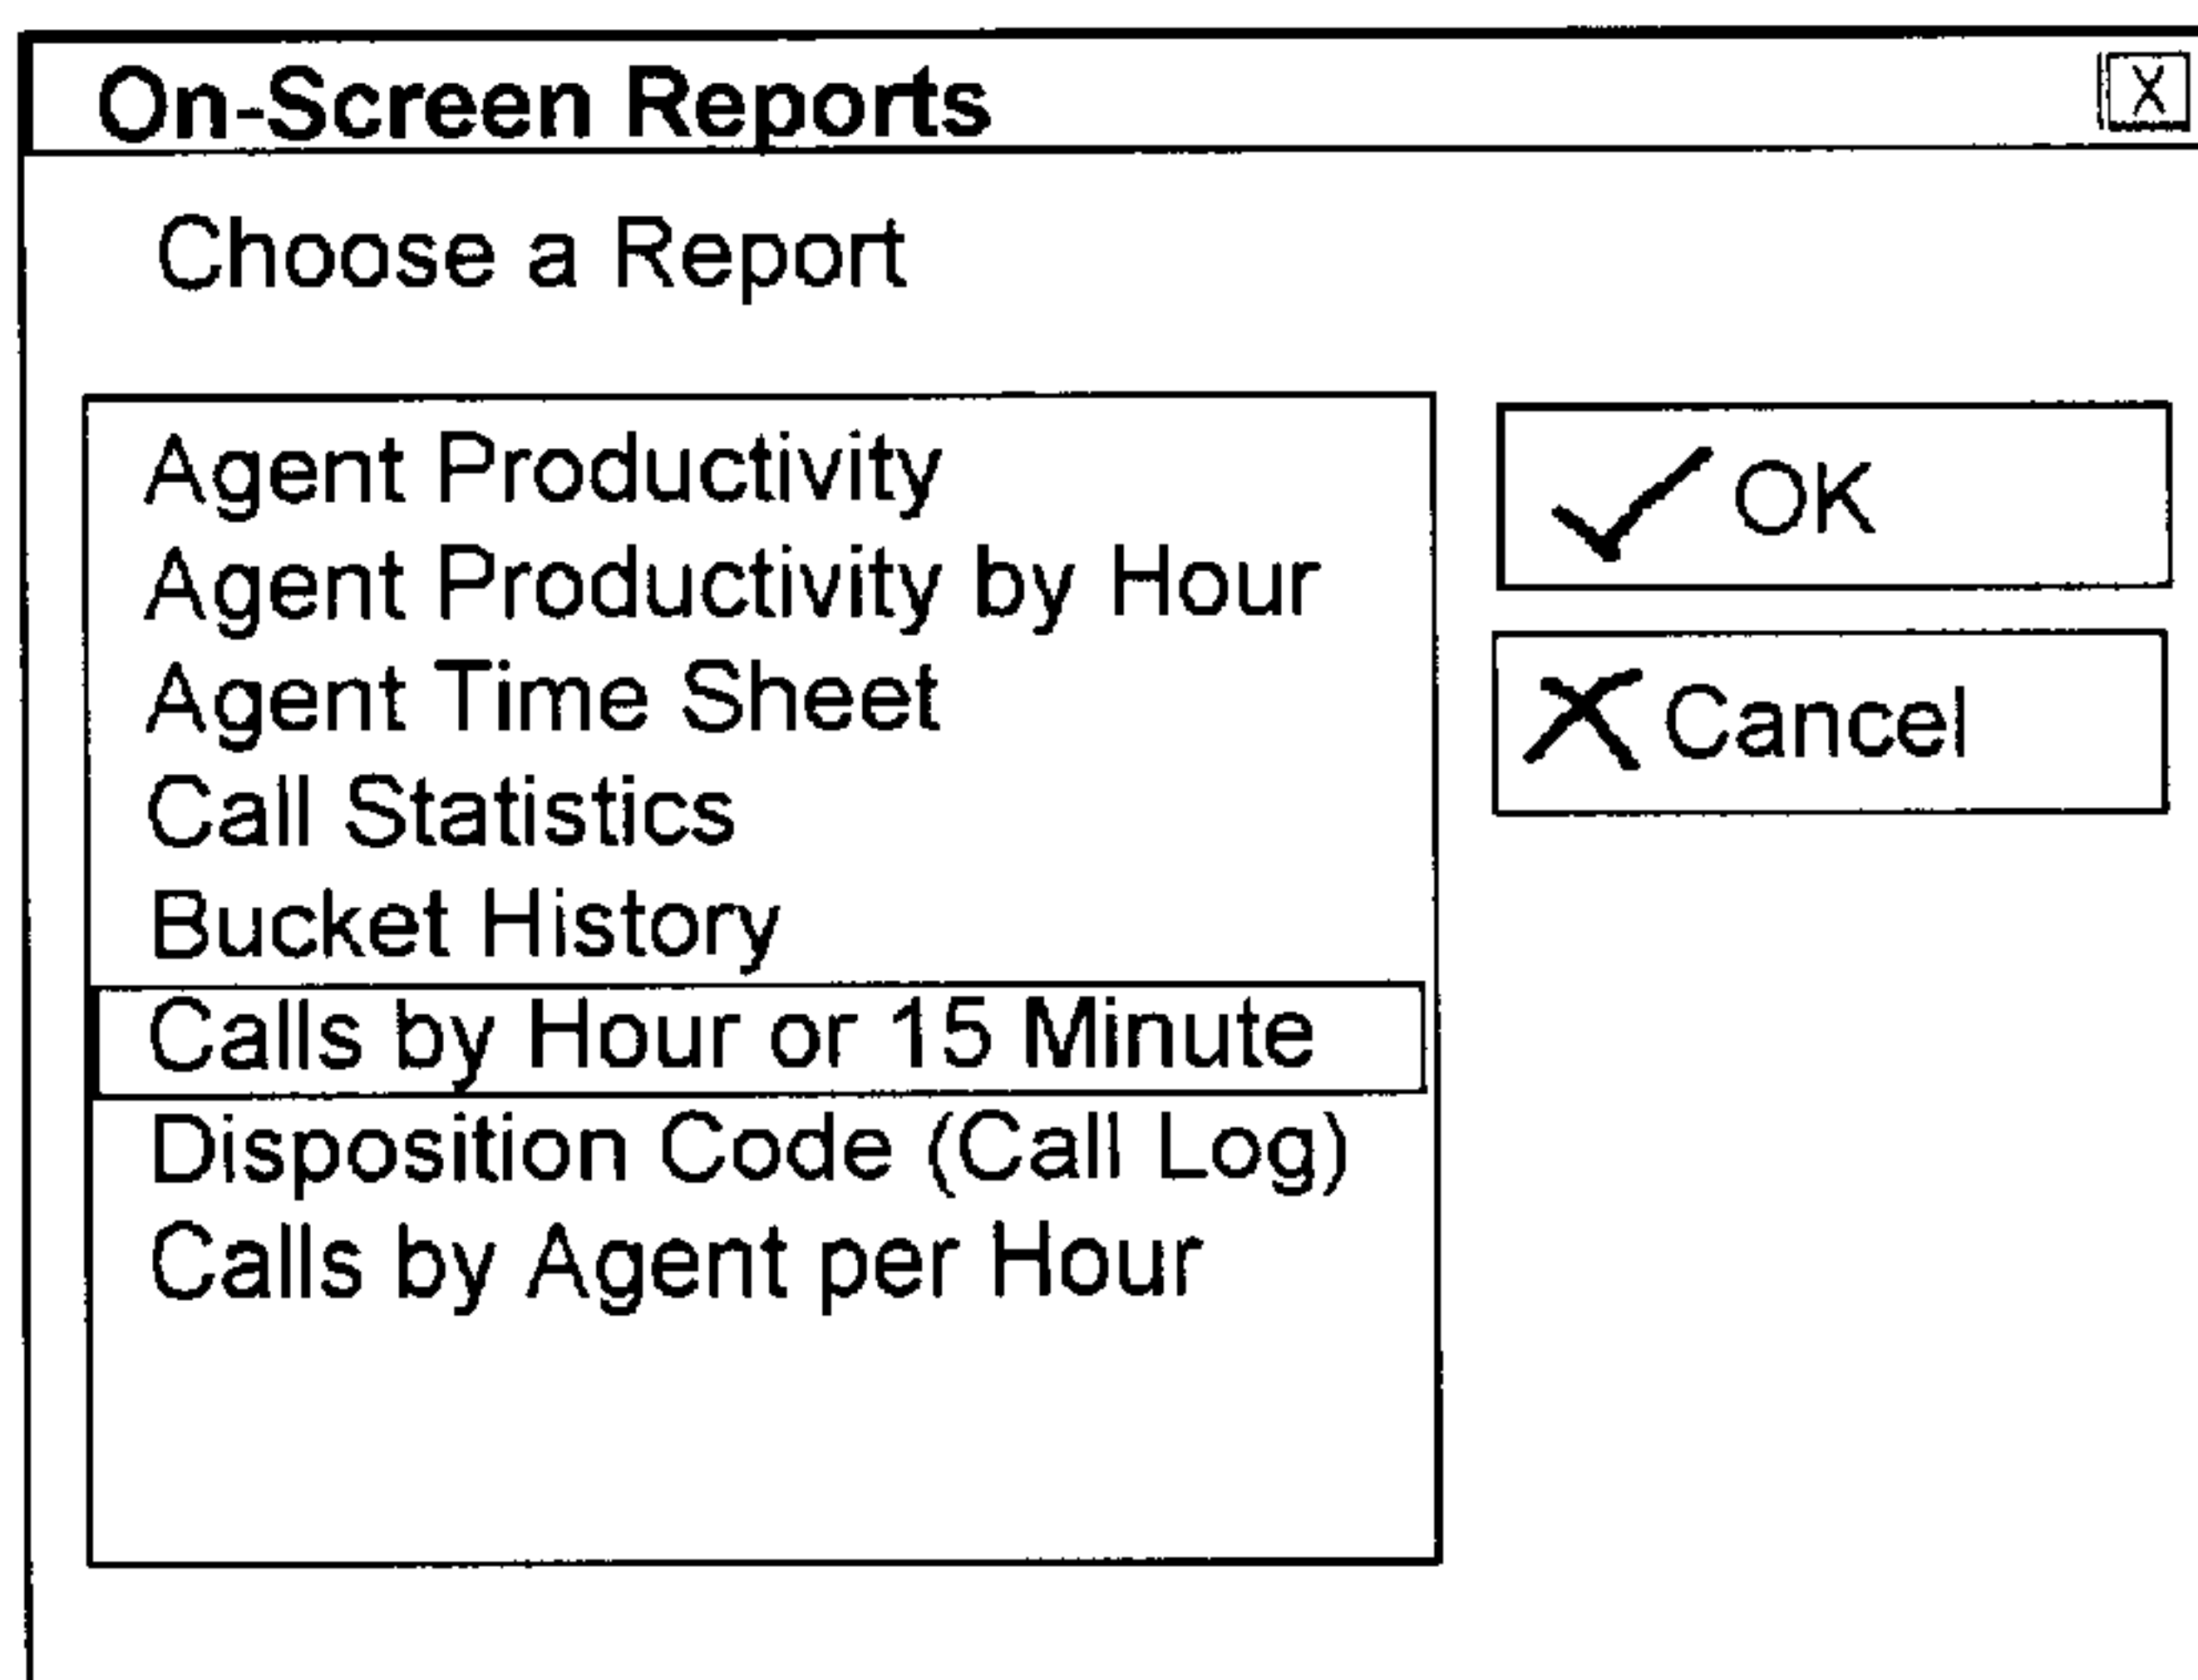 On-Screen Reports
X
Choose a Report
Agent Productivity
Agent Productivity by Hour
Agent Time Sheet
Call Statistics
Bucket History
Calls by Hour or 15 Minute
Disposition Code (Call Log)
Calls by Agent per Hour
OK
Cancel